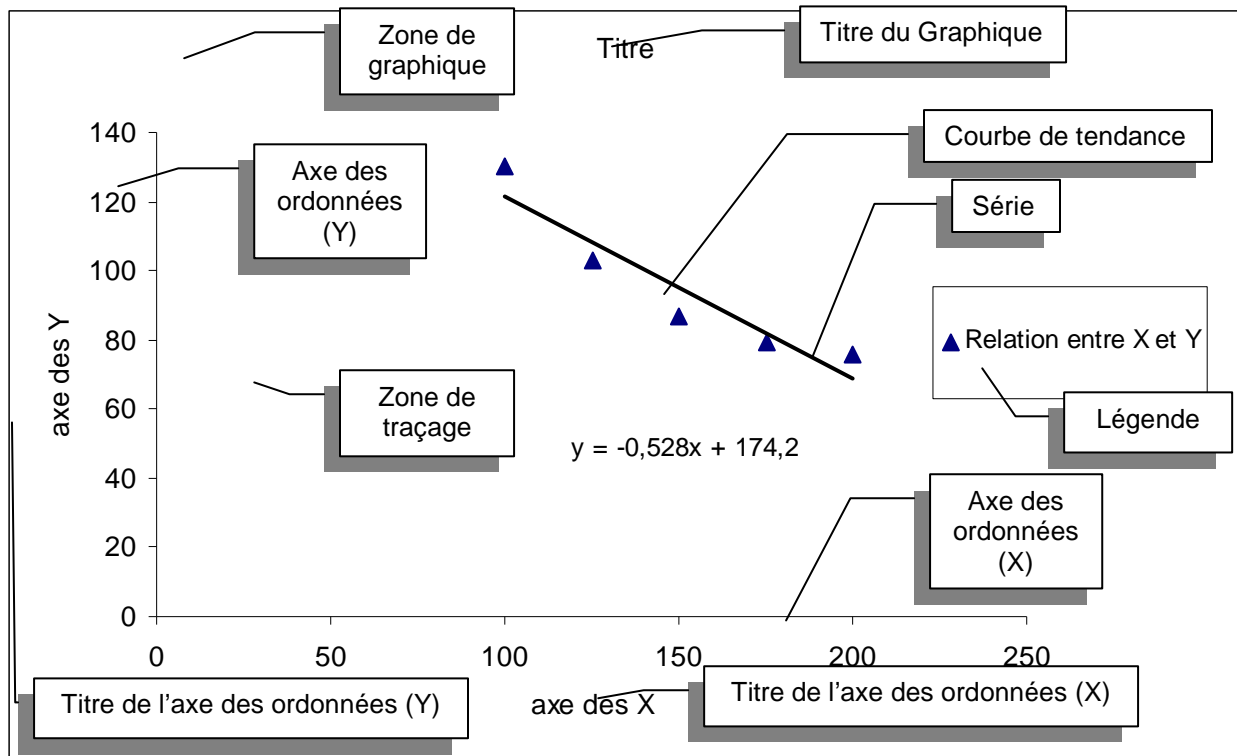 Zone de
graphique
Titre
Titre du Graphique
Courbe de tendance
Série
140
120
100
80
60
40
20
0
Axe des
ordonnées
(Y)
axe des Y
Relation entre X et Y
Légende
Zone de
traçage
y = -0,528x + 174,2
Axe des
ordonnées
(X)
0
50
100
150
200
250
Titre de l'axe des ordonnées (Y)
axe des X
Titre de l'axe des ordonnées (X)